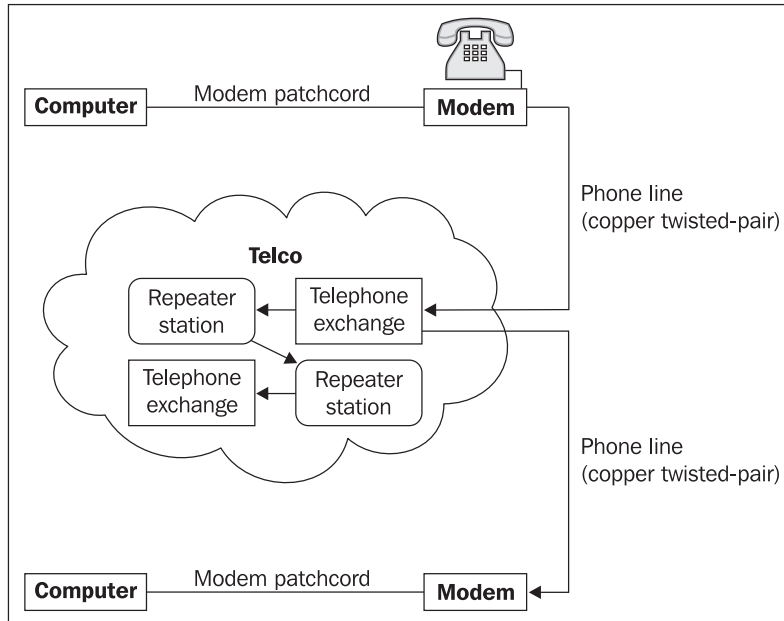 Computer
Modem patchcord
Modem
Phone line
(copper twisted-pair)
Telco
Repeater
station
Telephone
exchange
Telephone
exchange
Repeater
station
Phone line
(copper twisted-pair)
Computer
Modem patchcord
Modem